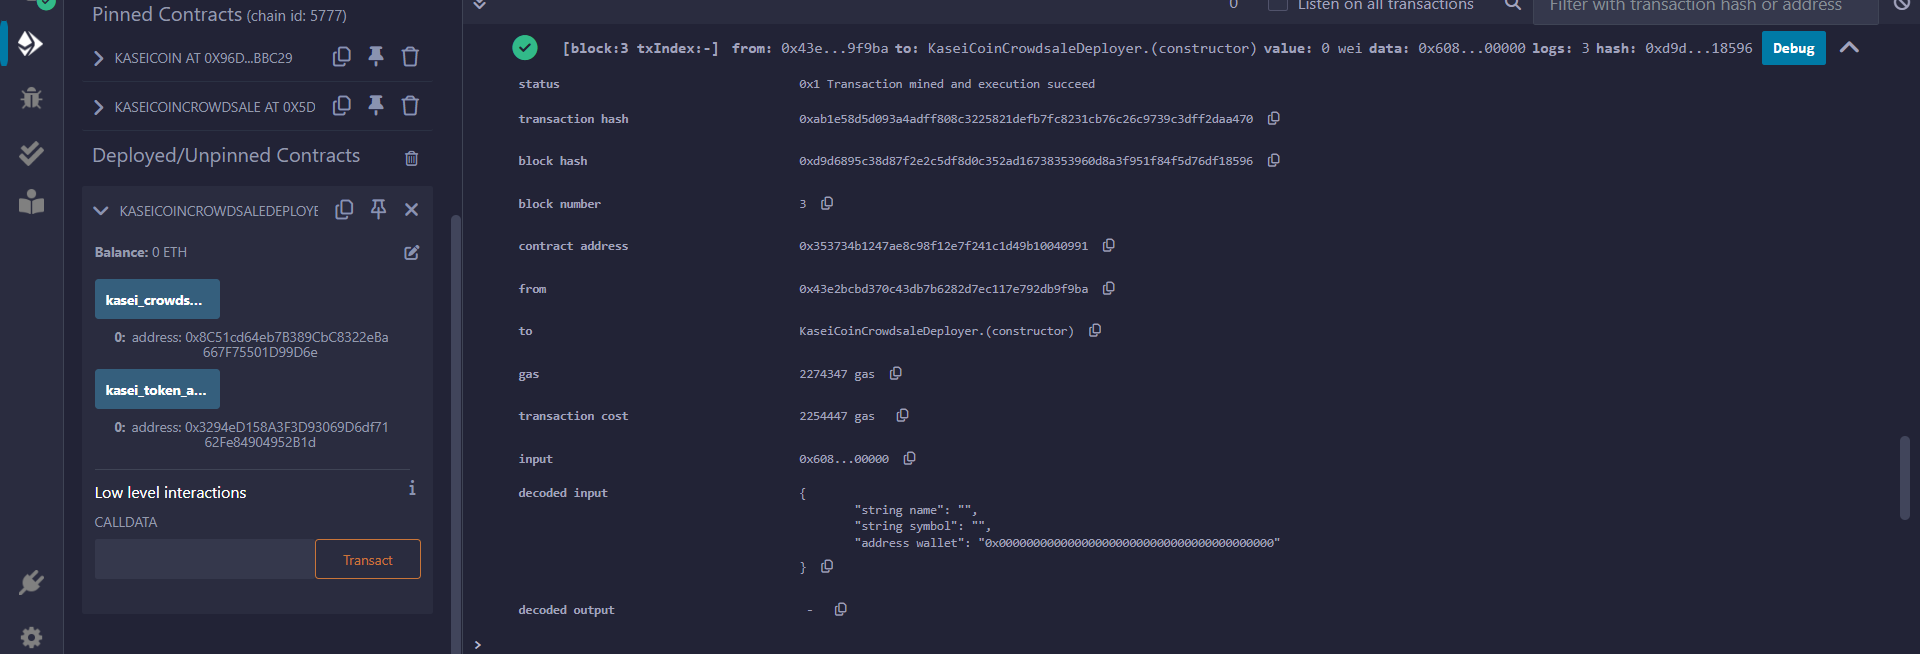 Pinned Contracts (chain id: 5777)
KASEICOIN AT 0X96D...BBC29
KASEICOINCROWDSALE AT 0X5D
Deployed/Unpinned Contracts
KASEICOINCROWDSALEDEPLOYE
Balance: 0 ETH
kasei_crowds...
0: address: 0x8C51cd64eb7B389CbC8322eBa
667F75501D99D6e
kasei_token_a...
0: address: 0x3294eD158A3F3D93069D6df71
62Fe84904952B1d
Low level interactions
i
CALLDATA
Transact
0
Listen on all transactions
Filter with transaction hash or address
[block:3 txIndex:-] from: 0x43e...9f9ba to: KaseiCoinCrowdsaleDeployer.(constructor) value: 0 wei data: 0x608...00000 logs: 3 hash: 0xd9d...18596
Debug
status 0x1 Transaction mined and execution succeed
transaction hash 0xab1e58d5d093a4adff808c3225821defb7fc8231cb76c26c9739c3dff2daa470
block hash 0xd9d6895c38d87f2e2c5df8d0c352ad16738353960d8a3f951f84f5d76df18596
block number 3
contract address 0x353734b1247ae8c98f12e7f241c1d49b10040991
from 0x43e2bcbd370c43db7b6282d7ec117e792db9f9ba
to KaseiCoinCrowdsaleDeployer.(constructor)
gas 2274347 gas
transaction cost 2254447 gas
input 0x608...00000
decoded input {
"string name": "",
"string symbol": "",
"address wallet": "0x0000000000000000000000000000000000000000"
}
decoded output -
>